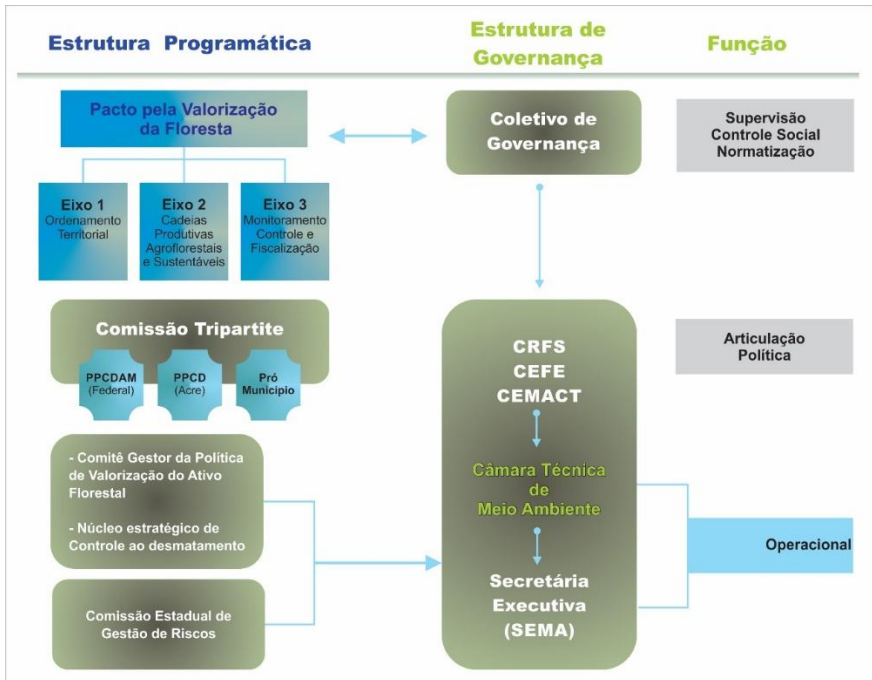 Estrutura Programática
Estrutura de
Governança
Função
Pacto pela Valorização
da Floresta
Coletivo de
Governança
Supervisão
Controle Social
Normatização
Eixo 1
Ordenamento
Territorial
Eixo 2
Cadeias
Produtivas
Agroflorestais
e Sustentáveis
Eixo 3
Monitoramento
Controle e
Fiscalização
Comissão Tripartite
PPCDAM
(Federal)
PPCD
(Acre)
Pró
Município
CRFS
CEFE
CEMACT
Articulação
Política
- Comitê Gestor da Política
de Valorização do Ativo
Florestal
- Núcleo estratégico de
Controle ao desmatamento
Câmara Técnica
de
Meio Ambiente
Operacional
Comissão Estadual de
Gestão de Riscos
Secretária
Executiva
(SEMA)